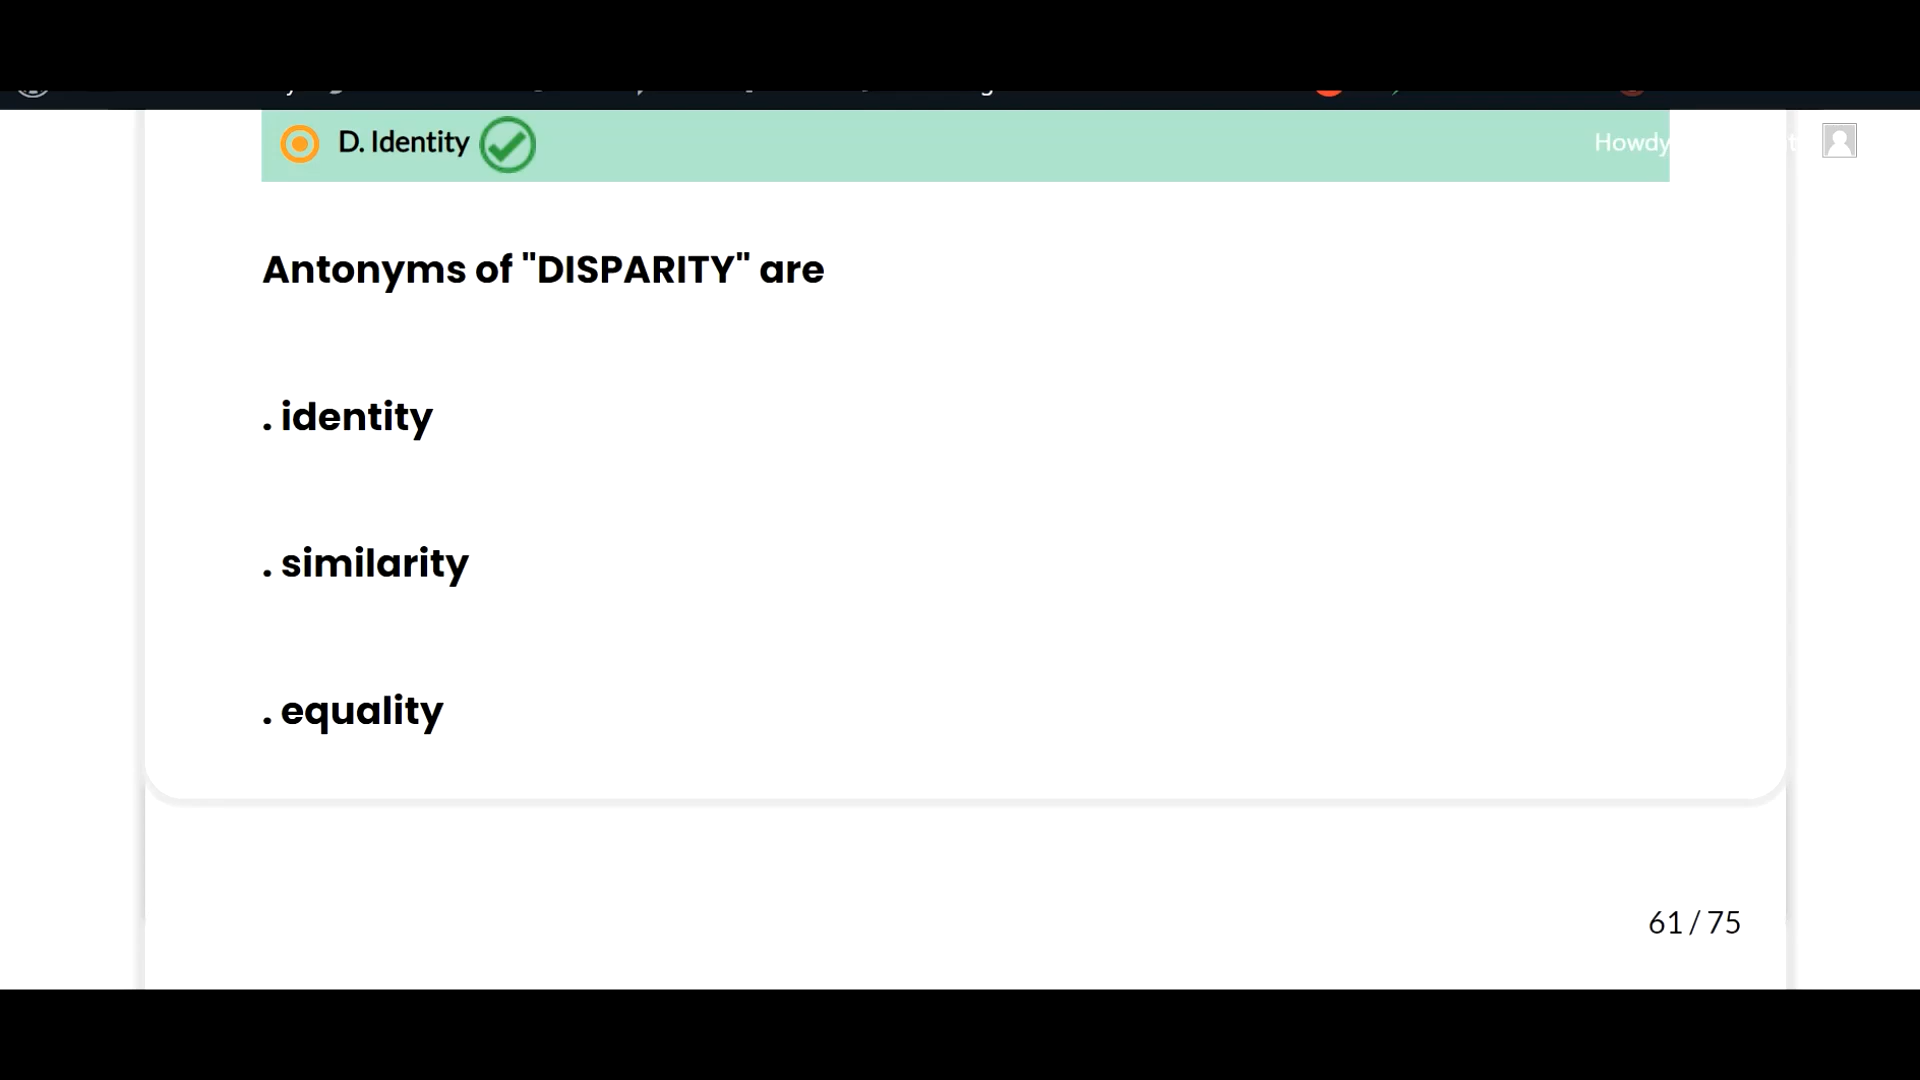 D. Identity
Howdy
Antonyms of "DISPARITY" are
. identity
. similarity
. equality
61 / 75